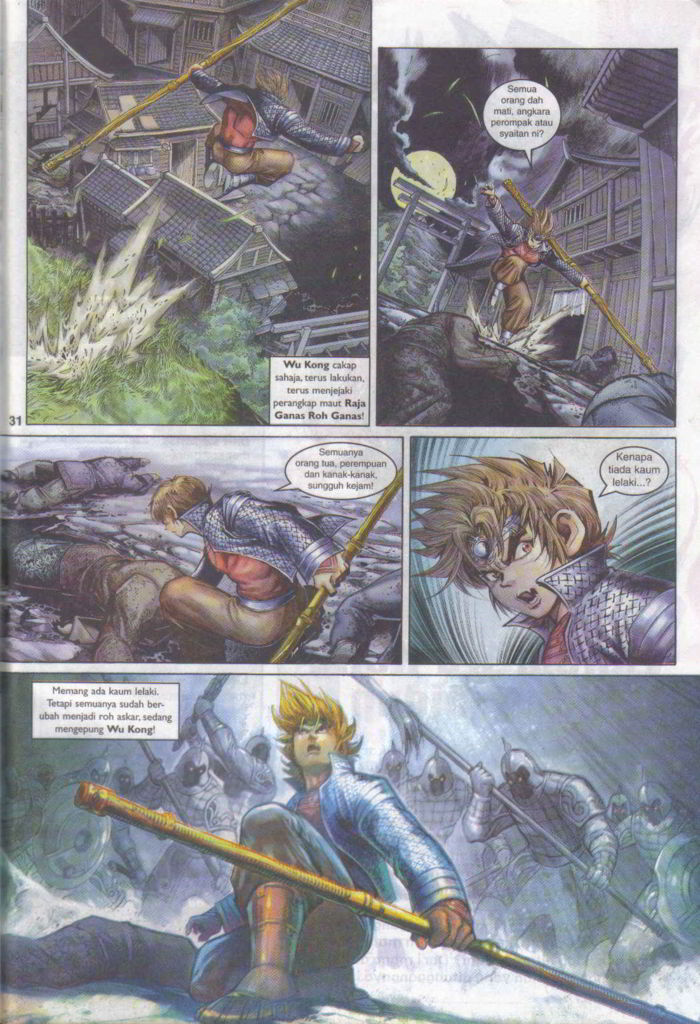 Wu Kong cakap
sahaja, terus lakukan,
terus menjejaki
perangkap maut Raja
Ganas Roh Ganas!
31
Semua
orang dah
mati, angkara
perompak atau
syaitan ni?
Semuanya
orang tua, perempuan
dan kanak-kanak,
sungguh kejam!
Kenapa
tiada kaum
lelaki...?
Memang ada kaum lelaki.
Tetapi semuanya sudah ber-
ubah menjadi roh askar, sedang
mengepung Wu Kong!